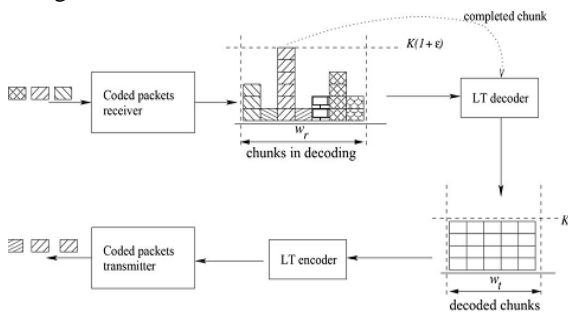 completed chunk
K(1+ ε)
Coded packets
receiver
LT decoder
w_r
chunks in decoding
K
Coded packets
transmitter
LT encoder
w_t
decoded chunks